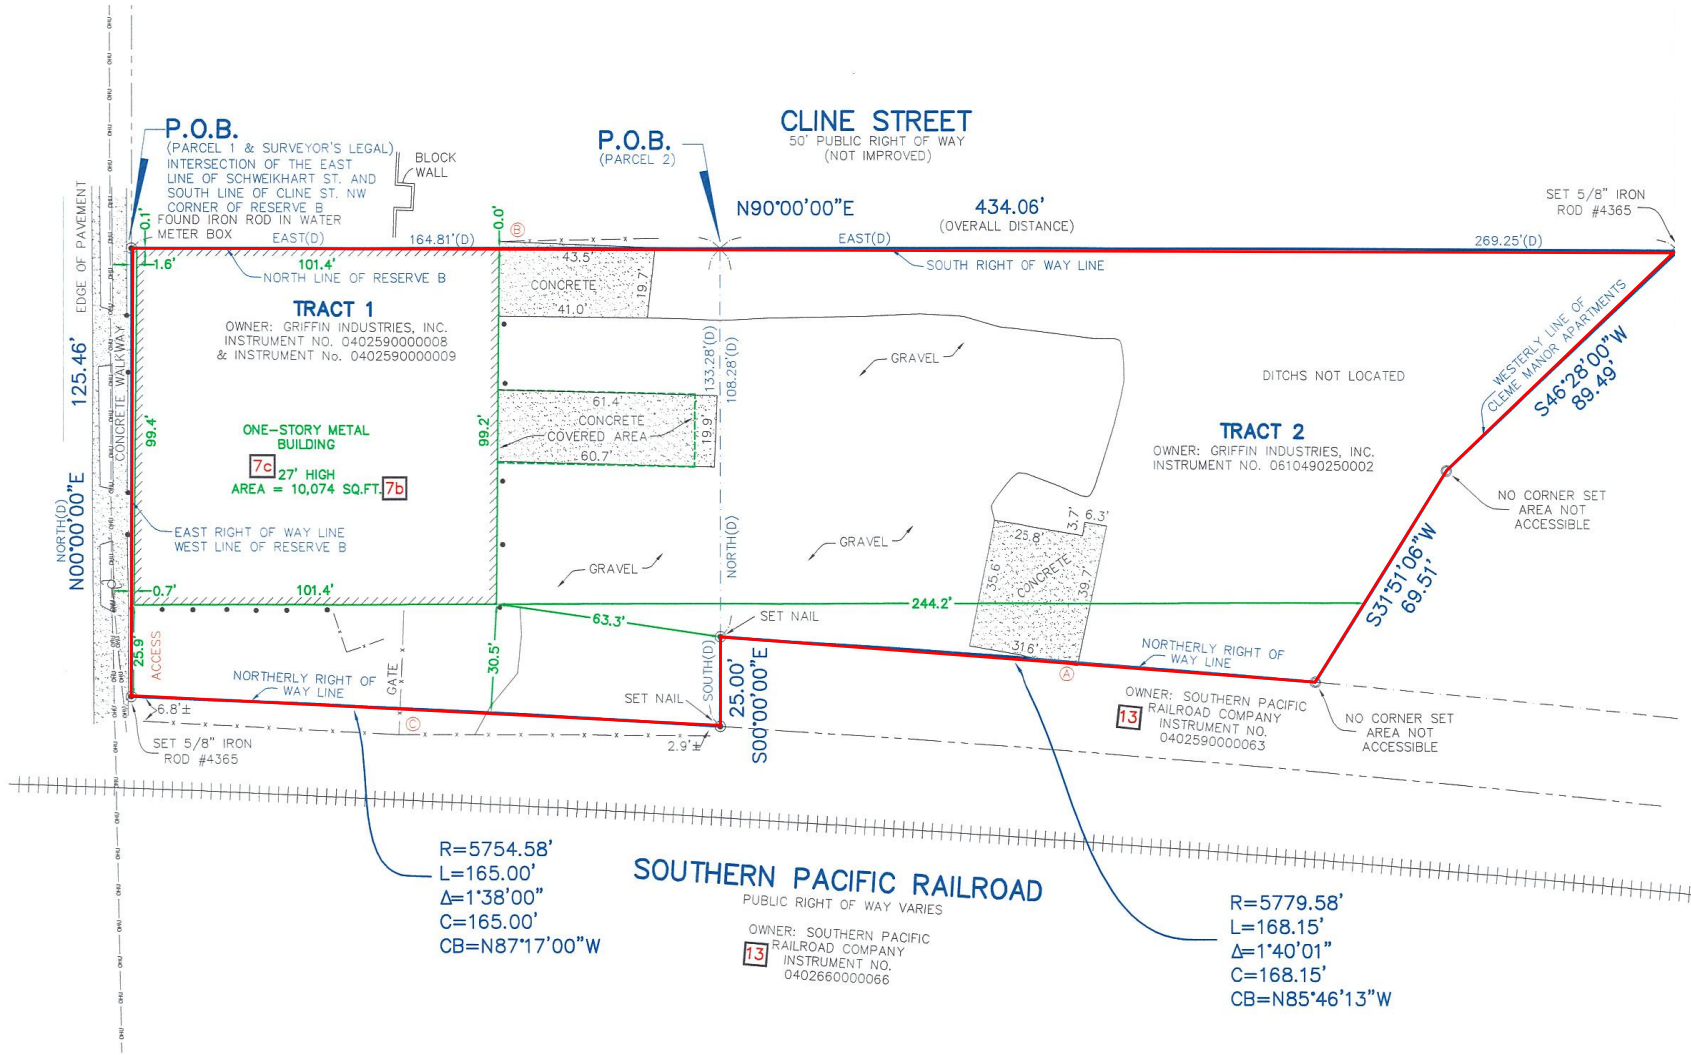 CLINE STREET
50' PUBLIC RIGHT OF WAY
(NOT IMPROVED)
P.O.B.
(PARCEL 1 & SURVEYOR'S LEGAL)
INTERSECTION OF THE EAST
LINE OF SCHWEIKHART ST. AND
SOUTH LINE OF CLINE ST. NW
CORNER OF RESERVE B
FOUND IRON ROD IN WATER
METER BOX
BLOCK
WALL
P.O.B.
(PARCEL 2)
N90°00'00"E
434.06'
(OVERALL DISTANCE)
SET 5/8" IRON
ROD #4365
EDGE OF PAVEMENT
0.1'
0.0'
B
EAST(D)
164.81'(D)
EAST(D)
269.25'(D)
1.6'
101.4'
NORTH LINE OF RESERVE B
43.5'
CONCRETE
19.7'
41.0'
SOUTH RIGHT OF WAY LINE
TRACT 1
OWNER: GRIFFIN INDUSTRIES, INC.
INSTRUMENT NO. 0402590000008
& INSTRUMENT No. 0402590000009
125.46'
N00°00'00"E
NORTH(D)
CONCRETE WALKWAY
99.4'
99.2'
ONE-STORY METAL
BUILDING
7c
27' HIGH
AREA = 10,074 SQ.FT.
7b
EAST RIGHT OF WAY LINE
WEST LINE OF RESERVE B
133.28'(D)
108.28'(D)
61.4'
CONCRETE
COVERED AREA
19.9'
60.7'
GRAVEL
GRAVEL
GRAVEL
NORTH(D)
DITCHS NOT LOCATED
WESTERLY LINE OF
CLEME MANOR APARTMENTS
S46°28'00"W
89.49'
TRACT 2
OWNER: GRIFFIN INDUSTRIES, INC.
INSTRUMENT NO. 0610490250002
NO CORNER SET
AREA NOT
ACCESSIBLE
3.7'
6.3'
25.8'
35.6'
CONCRETE
39.7'
31.6'
S31°51'06"W
69.51'
0.7'
101.4'
244.2'
63.3'
SET NAIL
25.9'
ACCESS
GATE
30.5'
NORTHERLY RIGHT OF
WAY LINE
SET NAIL
SOUTH(D)
25.00'
S00°00'00"E
NORTHERLY RIGHT OF
WAY LINE
A
6.8'±
C
2.9'±
SET 5/8" IRON
ROD #4365
OWNER: SOUTHERN PACIFIC
RAILROAD COMPANY
INSTRUMENT NO.
0402590000063
13
NO CORNER SET
AREA NOT
ACCESSIBLE
R=5754.58'
L=165.00'
Δ=1°38'00"
C=165.00'
CB=N87°17'00"W
SOUTHERN PACIFIC RAILROAD
PUBLIC RIGHT OF WAY VARIES
OWNER: SOUTHERN PACIFIC
RAILROAD COMPANY
INSTRUMENT NO.
0402660000066
13
R=5779.58'
L=168.15'
Δ=1°40'01"
C=168.15'
CB=N85°46'13"W